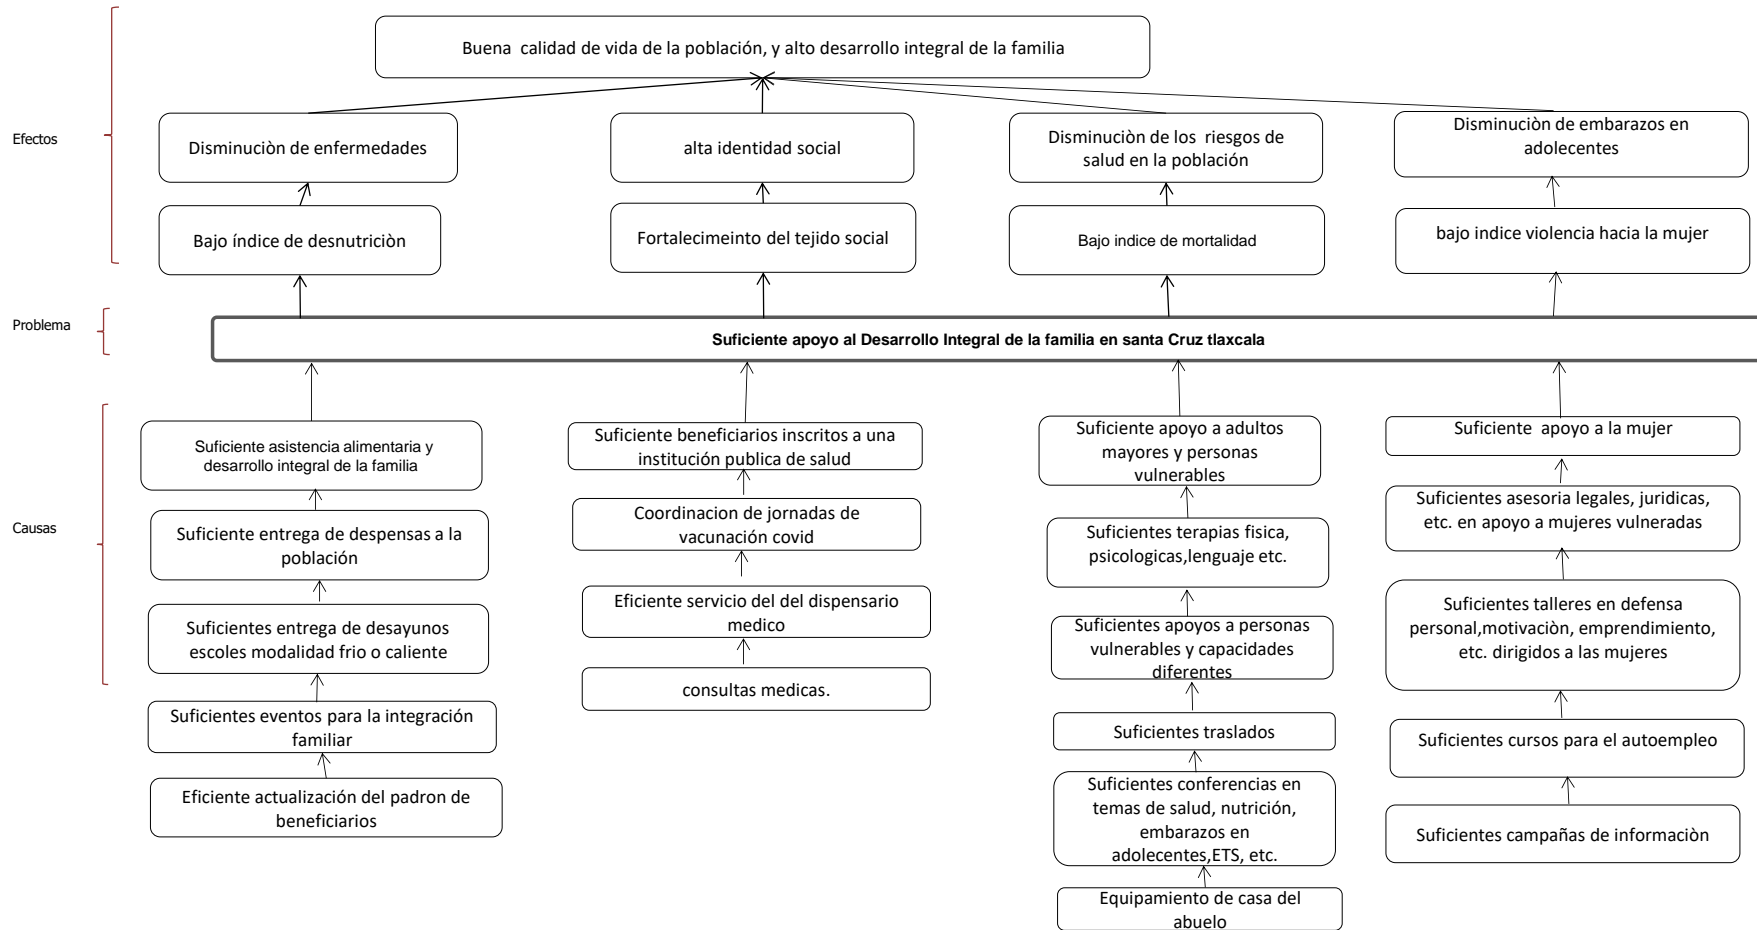 Buena calidad de vida de la población, y alto desarrollo integral de la familia
Efectos
Disminuciòn de enfermedades
alta identidad social
Disminuciòn de los riesgos de
salud en la población
Disminuciòn de embarazos en
adolecentes
Bajo índice de desnutriciòn
Fortalecimeinto del tejido social
Bajo indice de mortalidad
bajo indice violencia hacia la mujer
Problema
Suficiente apoyo al Desarrollo Integral de la familia en santa Cruz tlaxcala
Causas
Suficiente asistencia alimentaria y
desarrollo integral de la familia
Suficiente entrega de despensas a la
población
Suficientes entrega de desayunos
escoles modalidad frio o caliente
Suficientes eventos para la integración
familiar
Eficiente actualización del padron de
beneficiarios
Suficiente beneficiarios inscritos a una
institución publica de salud
Coordinacion de jornadas de
vacunación covid
Eficiente servicio del del dispensario
medico
consultas medicas.
Suficiente apoyo a adultos
mayores y personas
vulnerables
Suficientes terapias fisica,
psicologicas,lenguaje etc.
Suficientes apoyos a personas
vulnerables y capacidades
diferentes
Suficientes traslados
Suficientes conferencias en
temas de salud, nutrición,
embarazos en
adolecentes,ETS, etc.
Equipamiento de casa del
abuelo
Suficiente apoyo a la mujer
Suficientes asesoria legales, juridicas,
etc. en apoyo a mujeres vulneradas
Suficientes talleres en defensa
personal,motivaciòn, emprendimiento,
etc. dirigidos a las mujeres
Suficientes cursos para el autoempleo
Suficientes campañas de informaciòn